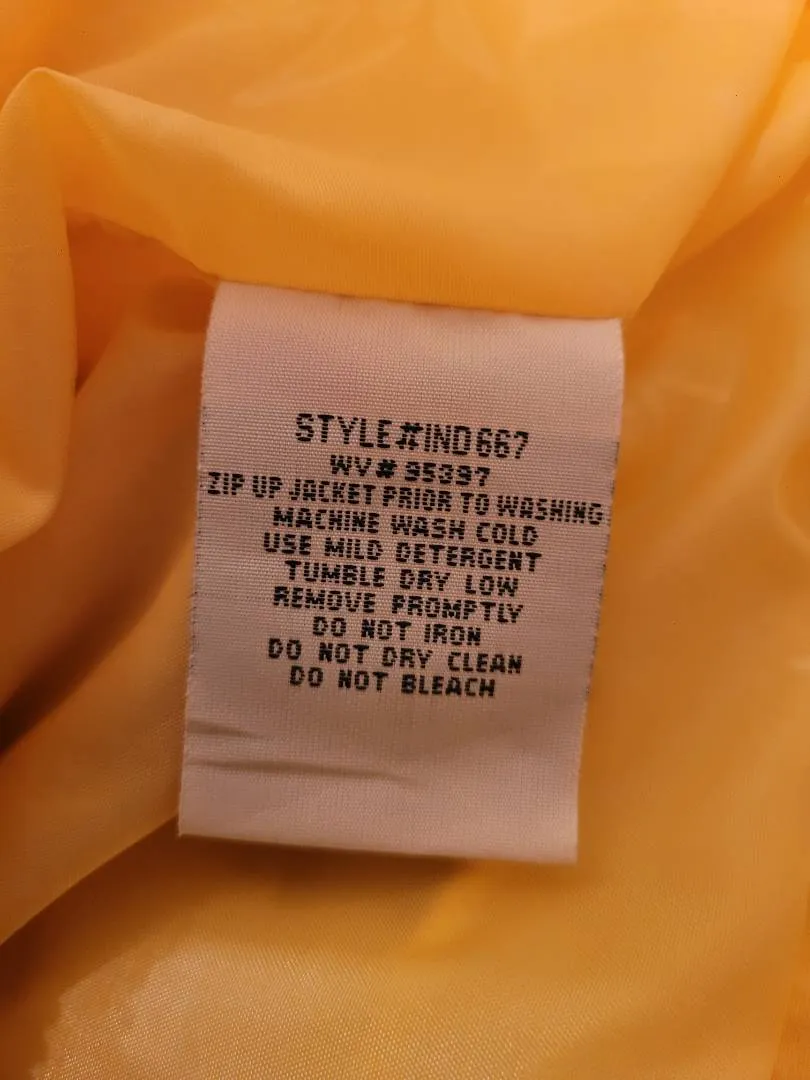 STYLE#IND667
WV# 95397
ZIP UP JACKET PRIOR TO WASHING
MACHINE WASH COLD
USE MILD DETERGENT
TUMBLE DRY LOW
REMOVE PROMPTLY
DO NOT IRON
DO NOT DRY CLEAN
DO NOT BLEACH